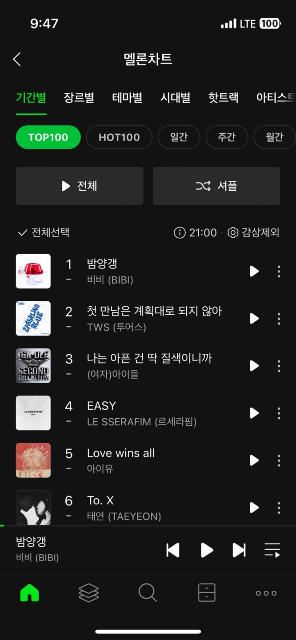 9:47
LTE 100
멜론차트
기간별 장르별 테마별 시대별 핫트랙 아티스트
TOP100 HOT100 일간 주간 월간
전체 셔플
전체선택 21:00 · 감상제외
1 밤양갱
비비 (BIBI)
2 첫 만남은 계획대로 되지 않아
TWS (투어스)
3 나는 아픈 건 딱 질색이니까
(여자)아이들
4 EASY
LE SSERAFIM (르세라핌)
5 Love wins all
아이유
6 To. X
태연 (TAEYEON)
밤양갱
비비 (BIBI)